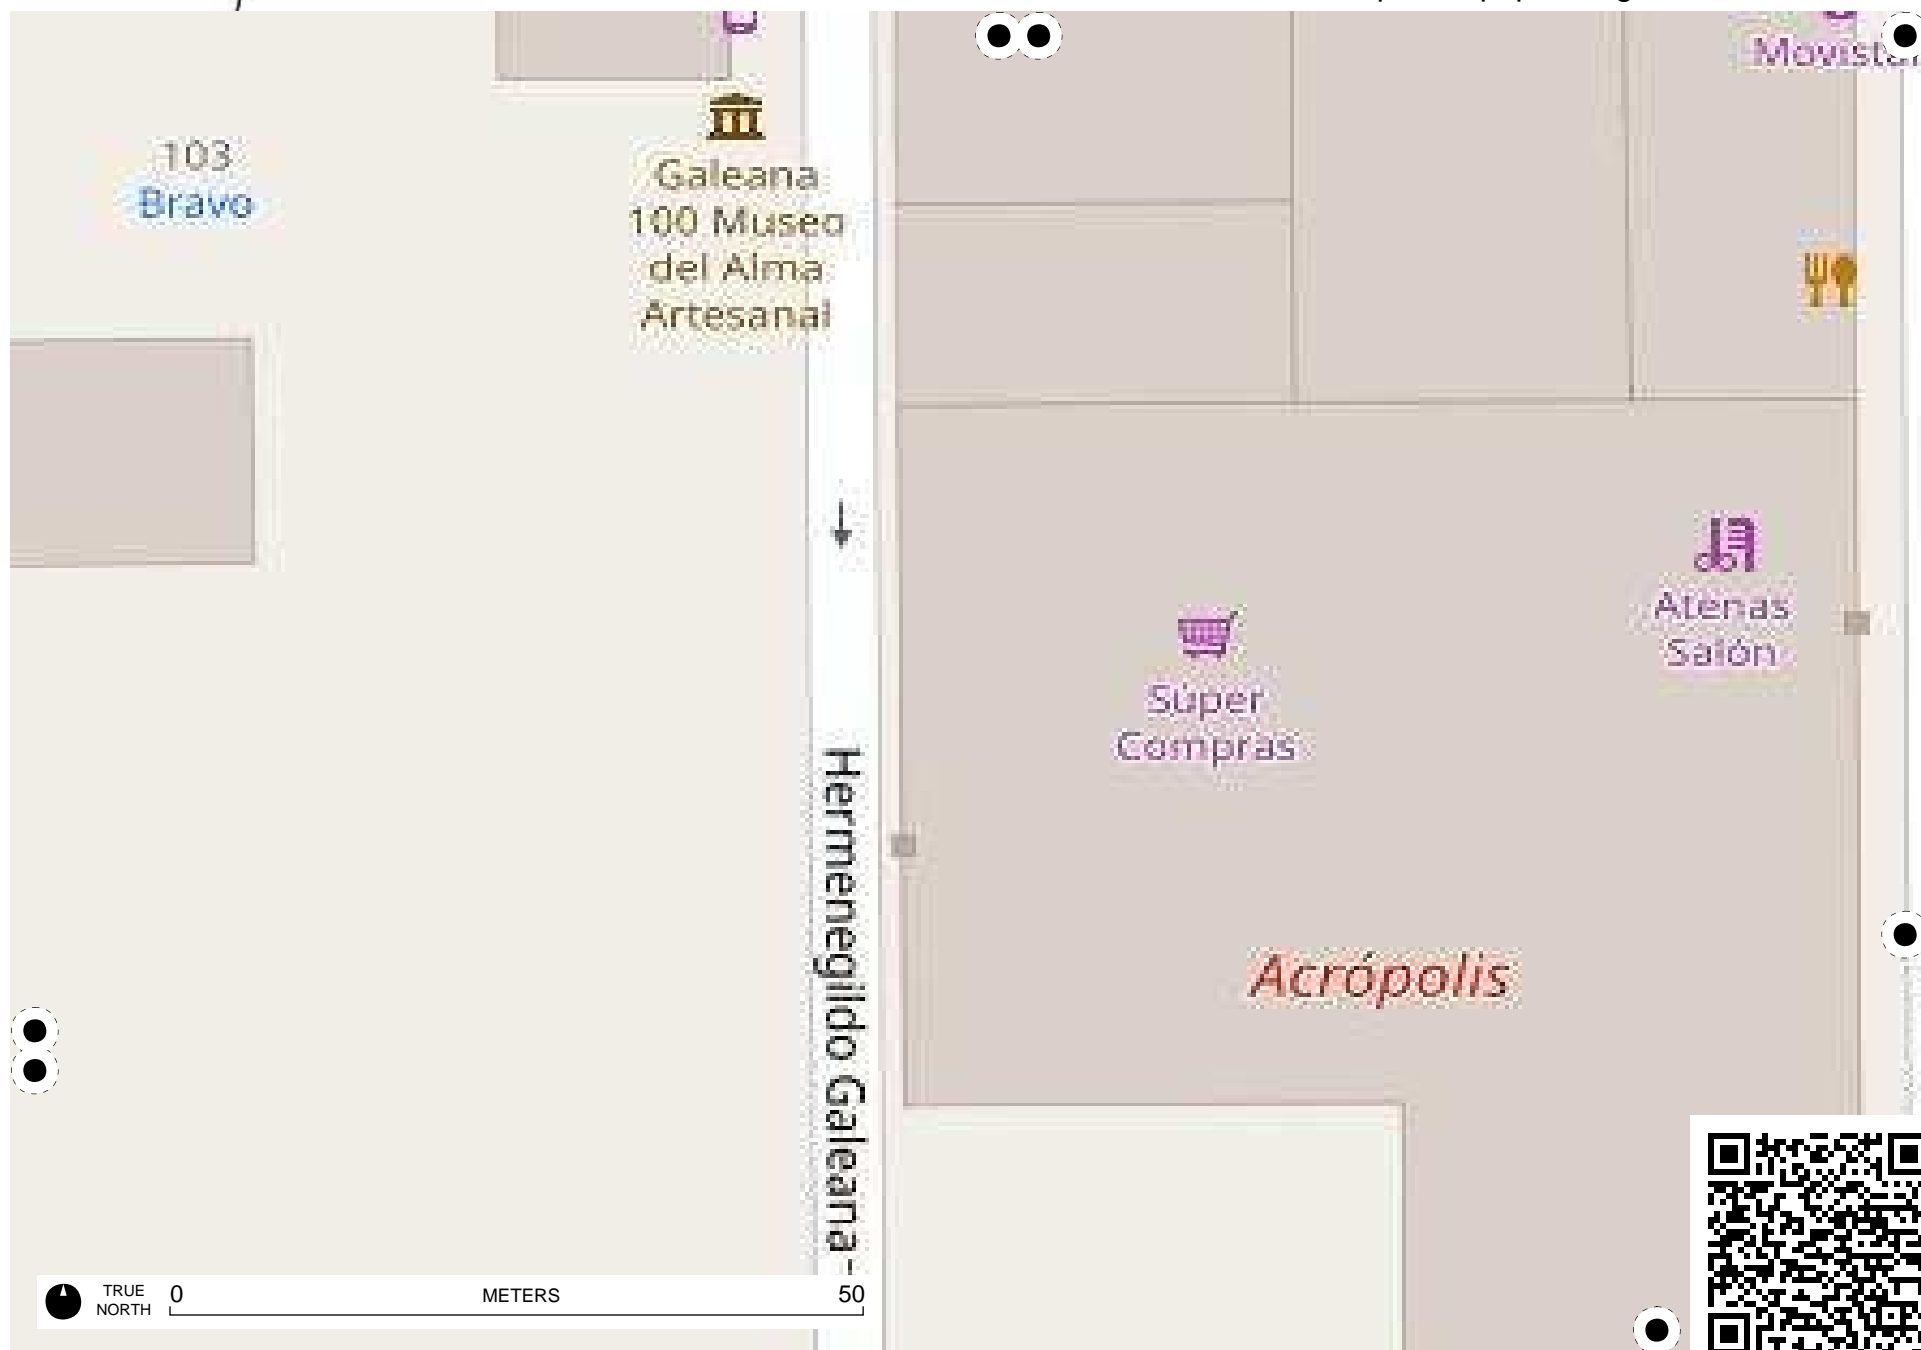 Movistar
103
Bravo
Galeana
100 Museo
del Alma
Artesanal
Atenas
Salón
Súper
Compras
Hermenegildo Galeana
Acrópolis
TRUE
NORTH
0
METERS
50